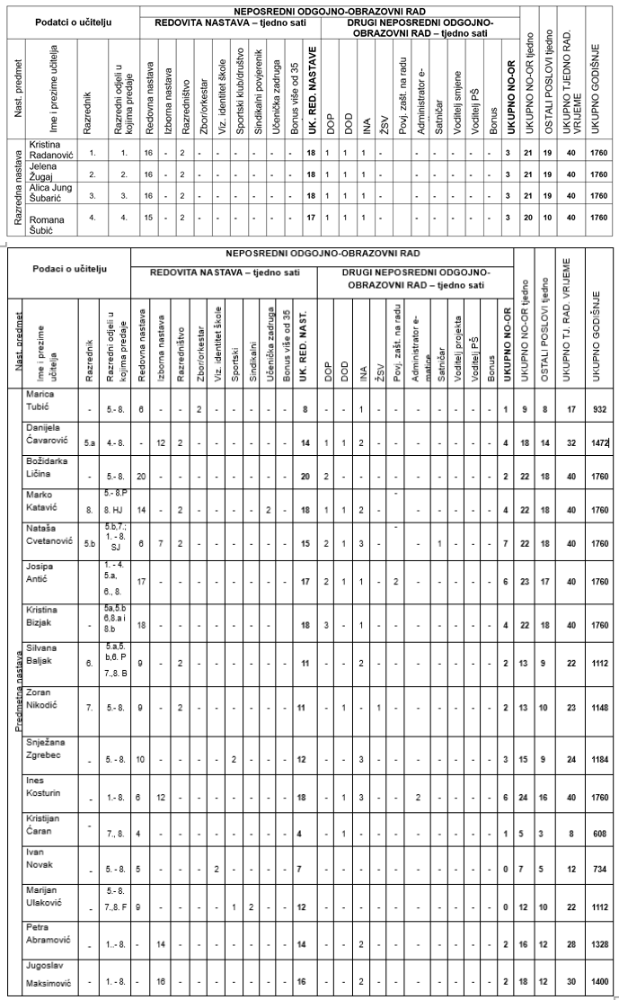 Podaci o učitelju
NEPOSREDNI ODGOJNO-OBRAZOVNI RAD
REDOVITA NASTAVA – tjedno sati
DRUGI NEPOSREDNI ODGOJNO-
OBRAZOVNI RAD – tjedno sati
Nast. predmet
Ime i prezime učitelja
Razrednik
Razredni odjeli u
kojima predaje
Redovna nastava
Izborna nastava
Razredništvo
Zbor/orkestar
Viz. identitet škole
Sportski klub/društvo
Sindikalni povjerenik
Učenička zadruga
Bonus više od 35
UK. RED. NASTAVE
DOP
DOD
INA
ŽSV
Povj. zašt. na radu
Administrator e-
Satničar
Voditelj smjene
Voditelj PŠ
Bonus
UKUPNO NO-OR
UKUPNO NO-OR tjedno
OSTALI POSLOVI tjedno
UKUPNO TJEDNO RAD.
VRIJEME
UKUPNO GODIŠNJE
Razredna nastava
Kristina
Radanović 1. 1. 16 - 2 - - - - - - 18 1 1 1 - - - - - - - 3 21 19 40 1760
Jelena
Žugaj 2. 2. 16 - 2 - - - - - - 18 1 1 1 - - - - - - - 3 21 19 40 1760
Alica Jung
Šubarić 3. 3. 16 - 2 - - - - - - 18 1 1 1 - - - - - - - 3 21 19 40 1760
Romana
Šubić 4. 4. 15 - 2 - - - - - - 17 1 1 1 - - - - - - - 3 20 10 40 1760
Podaci o učitelju
NEPOSREDNI ODGOJNO-OBRAZOVNI RAD
REDOVITA NASTAVA – tjedno sati
DRUGI NEPOSREDNI ODGOJNO-
OBRAZOVNI RAD – tjedno sati
Nast. predmet
Ime i prezime
učitelja
Razrednik
Razredni odjeli u
kojima predaje
Redovna nastava
Izborna nastava
Razredništvo
Zbor/orkestar
Viz. identitet škole
Sportski
Sindikalni
Učenička zadruga
Bonus više od 35
UK. RED. NAST.
DOP
DOD
INA
ŽSV
Povj. zašt. na radu
Administrator e-
matice
Satničar
Voditelj projekta
Voditelj PŠ
Bonus
UKUPNO NO-OR
UKUPNO NO-OR tjedno
OSTALI POSLOVI tjedno
UKUPNO TJ. RAD. VRIJEME
UKUPNO GODIŠNJE
Predmetna nastava
Marica
Tubić - 5.- 8. 6 - - 2 - - - - - 8 - - 1 - - - - - - - 1 9 8 17 932
Danijela
Ćavarović 5.a 4.- 8. - 12 2 - - - - - - 14 1 1 2 - - - - - - - 4 18 14 32 1472
Božidarka
Ličina - 5.- 8. 20 - - - - - - - - 20 2 - - - - - - - - - 2 22 18 40 1760
Marko
Katavić 8. 5.- 8.P
8. HJ 14 - 2 - - - - 2 - 18 1 1 2 - - - - - - - 4 22 18 40 1760
Nataša
Cvetanović 5.b 5.b,7.;
1. - 8.
SJ 6 7 2 - - - - - - 15 2 1 3 - - - 1 - - - 7 22 18 40 1760
Josipa
Antić - 1. - 4.
5.a,
6., 8. 17 - - - - - - - - 17 2 1 1 - 2 - - - - - 6 23 17 40 1760
Kristina
Bizjak - 5a,5.b
6,8.a i
8.b 18 - - - - - - - - 18 3 - 1 - - - - - - - 4 22 18 40 1760
Silvana
Baljak 6. 5.a,5.
b,6. P
7.,8. B 9 - 2 - - - - - - 11 - - 2 - - - - - - - 2 13 9 22 1112
Zoran
Nikodić 7. 5.- 8. 9 - 2 - - - - - - 11 - 1 - 1 - - - - - - 2 13 10 23 1148
Snježana
Zgrebec - 5. - 8. 10 - - - - 2 - - - 12 - - 3 - - - - - - - 3 15 9 24 1184
Ines
Kosturin - 1.- 8. 6 12 - - - - - - - 18 - 1 3 - - 2 - - - - 6 24 16 40 1760
Kristijan
Ćaran - 7., 8. 4 - - - - - - - - 4 - 1 - - - - - - - - 1 5 3 8 608
Ivan
Novak - 5. - 8. 5 - - - 2 - - - - 7 - - - - - - - - - - 0 7 5 12 734
Marijan
Ulaković - 5.- 8.
7.,8. F 9 - - - - 1 2 - - 12 - - - - - - - - - - 0 12 10 22 1112
Petra
Abramović - 1..- 8. - 14 - - - - - - - 14 - - 2 - - - - - - - 2 16 12 28 1328
Jugoslav
Maksimović - 1. - 8. - 16 - - - - - - - 16 - - 2 - - - - - - - 2 18 12 30 1400